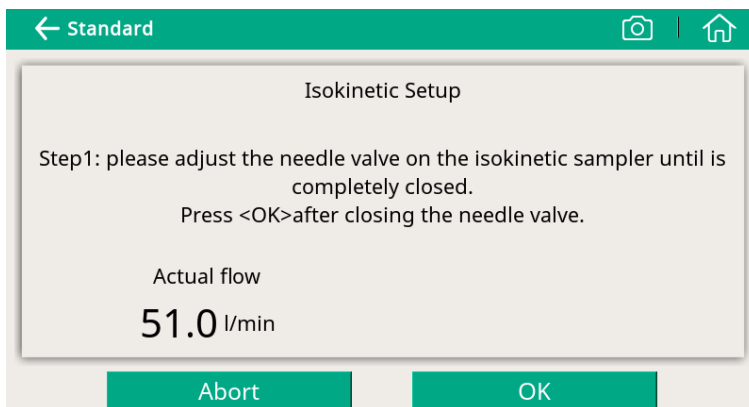 Standard
Isokinetic Setup
Step1: please adjust the needle valve on the isokinetic sampler until is
completely closed.
Press <OK>after closing the needle valve.
Actual flow
51.0 l/min
Abort
OK